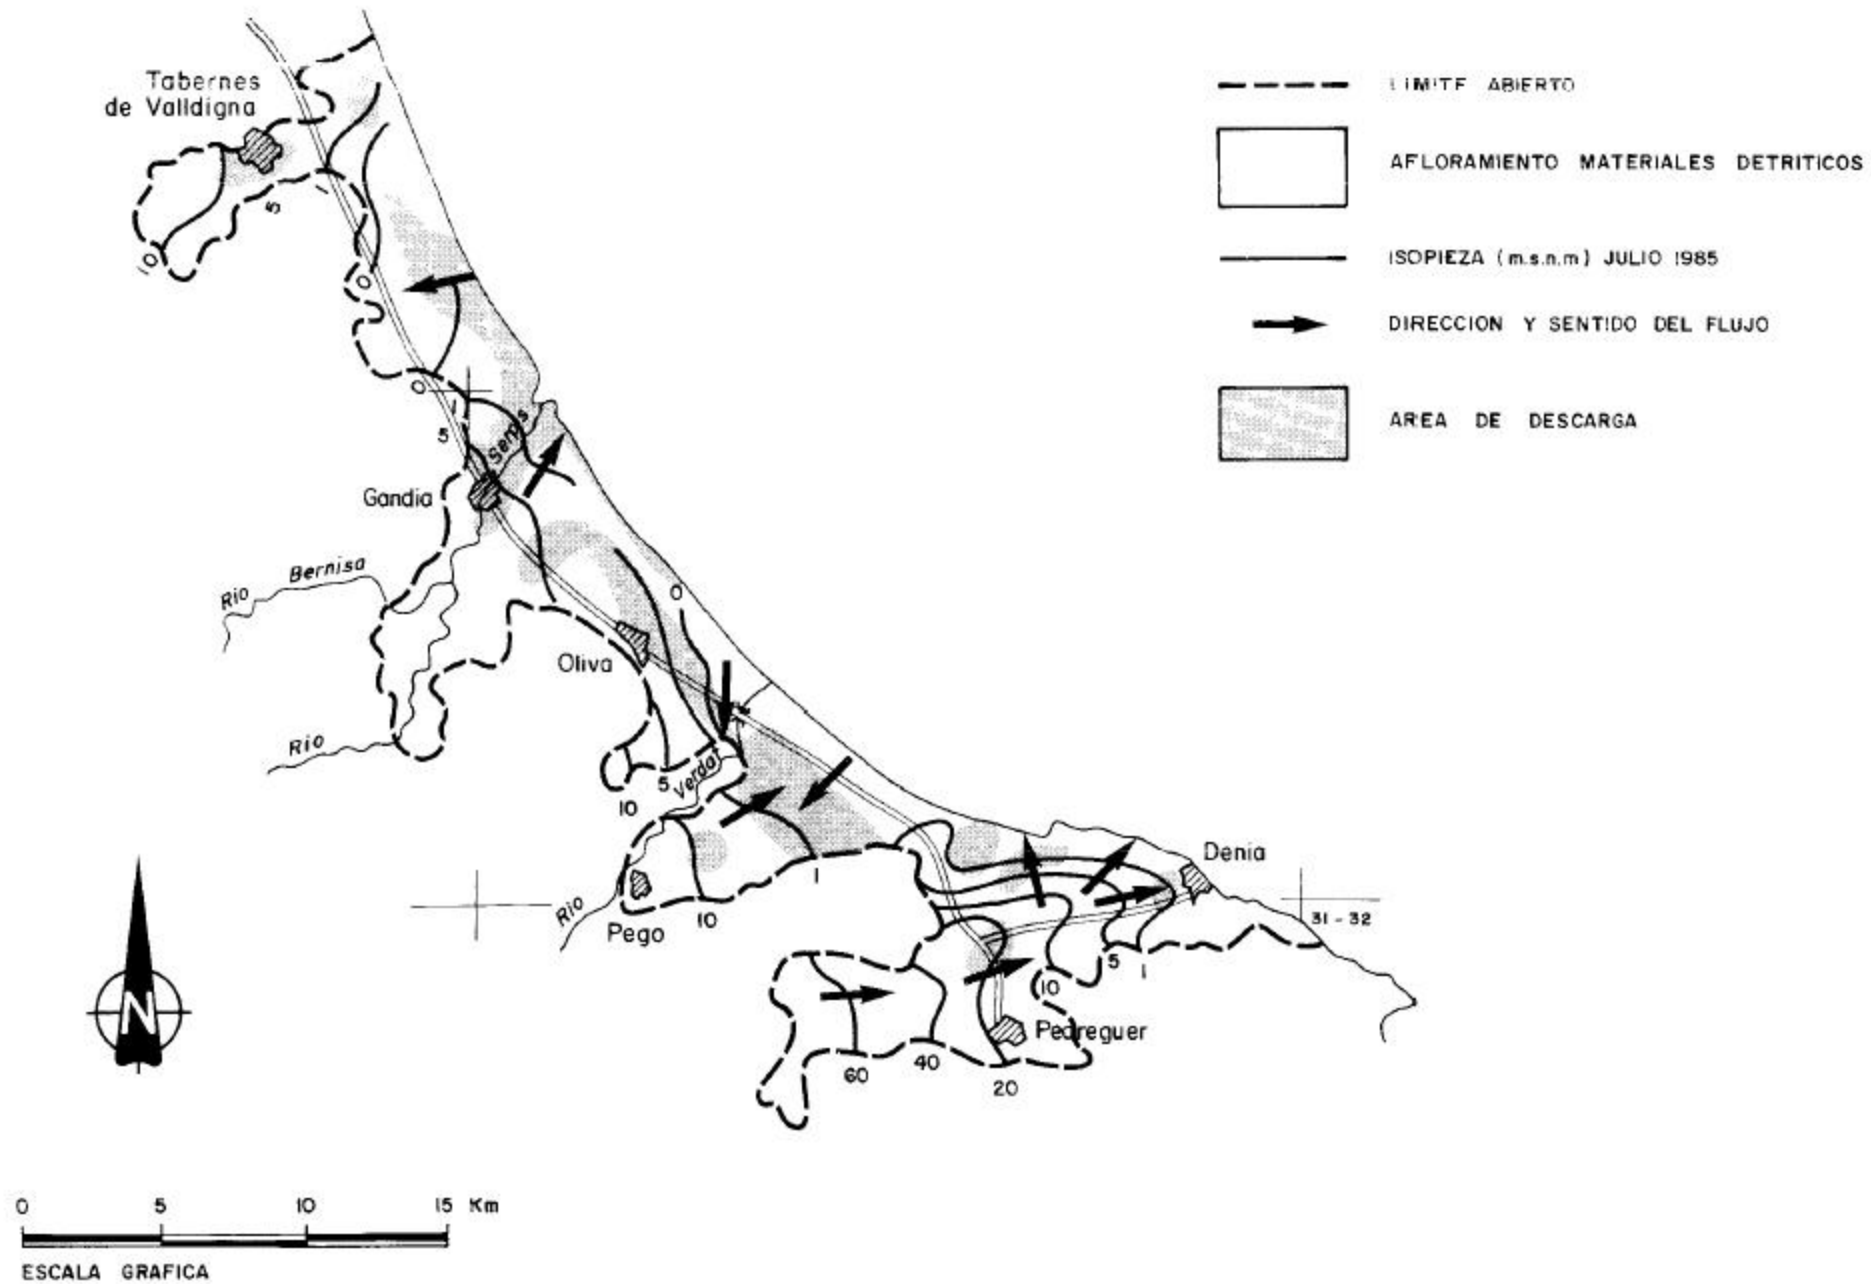 Tabernes
de Valldigna
5
10
0
0
1
5
Serpis
Gandia
Rio Bernisa
0
Oliva
Rio
10
5
Verde
Rio
Pego
10
1
Denia
31-32
5
1
10
Pedreguer
60
40
20
LIMITE ABIERTO
AFLORAMIENTO MATERIALES DETRITICOS
ISOPIEZA (m.s.n.m) JULIO 1985
DIRECCION Y SENTIDO DEL FLUJO
AREA DE DESCARGA
N
0 5 10 15 Km
ESCALA GRAFICA